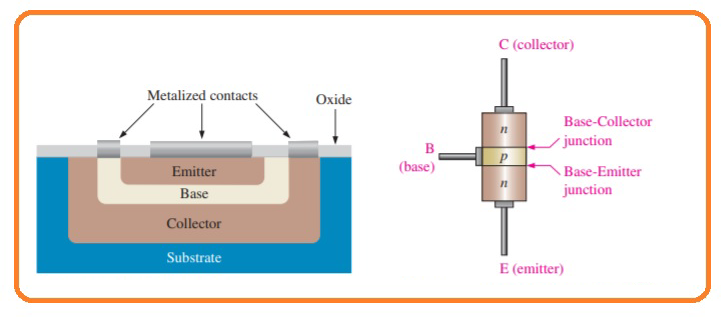 Metalized contacts
Oxide
Emitter
Base
Collector
Substrate
C (collector)
n
Base-Collector
junction
B
(base)
p
Base-Emitter
junction
n
E (emitter)